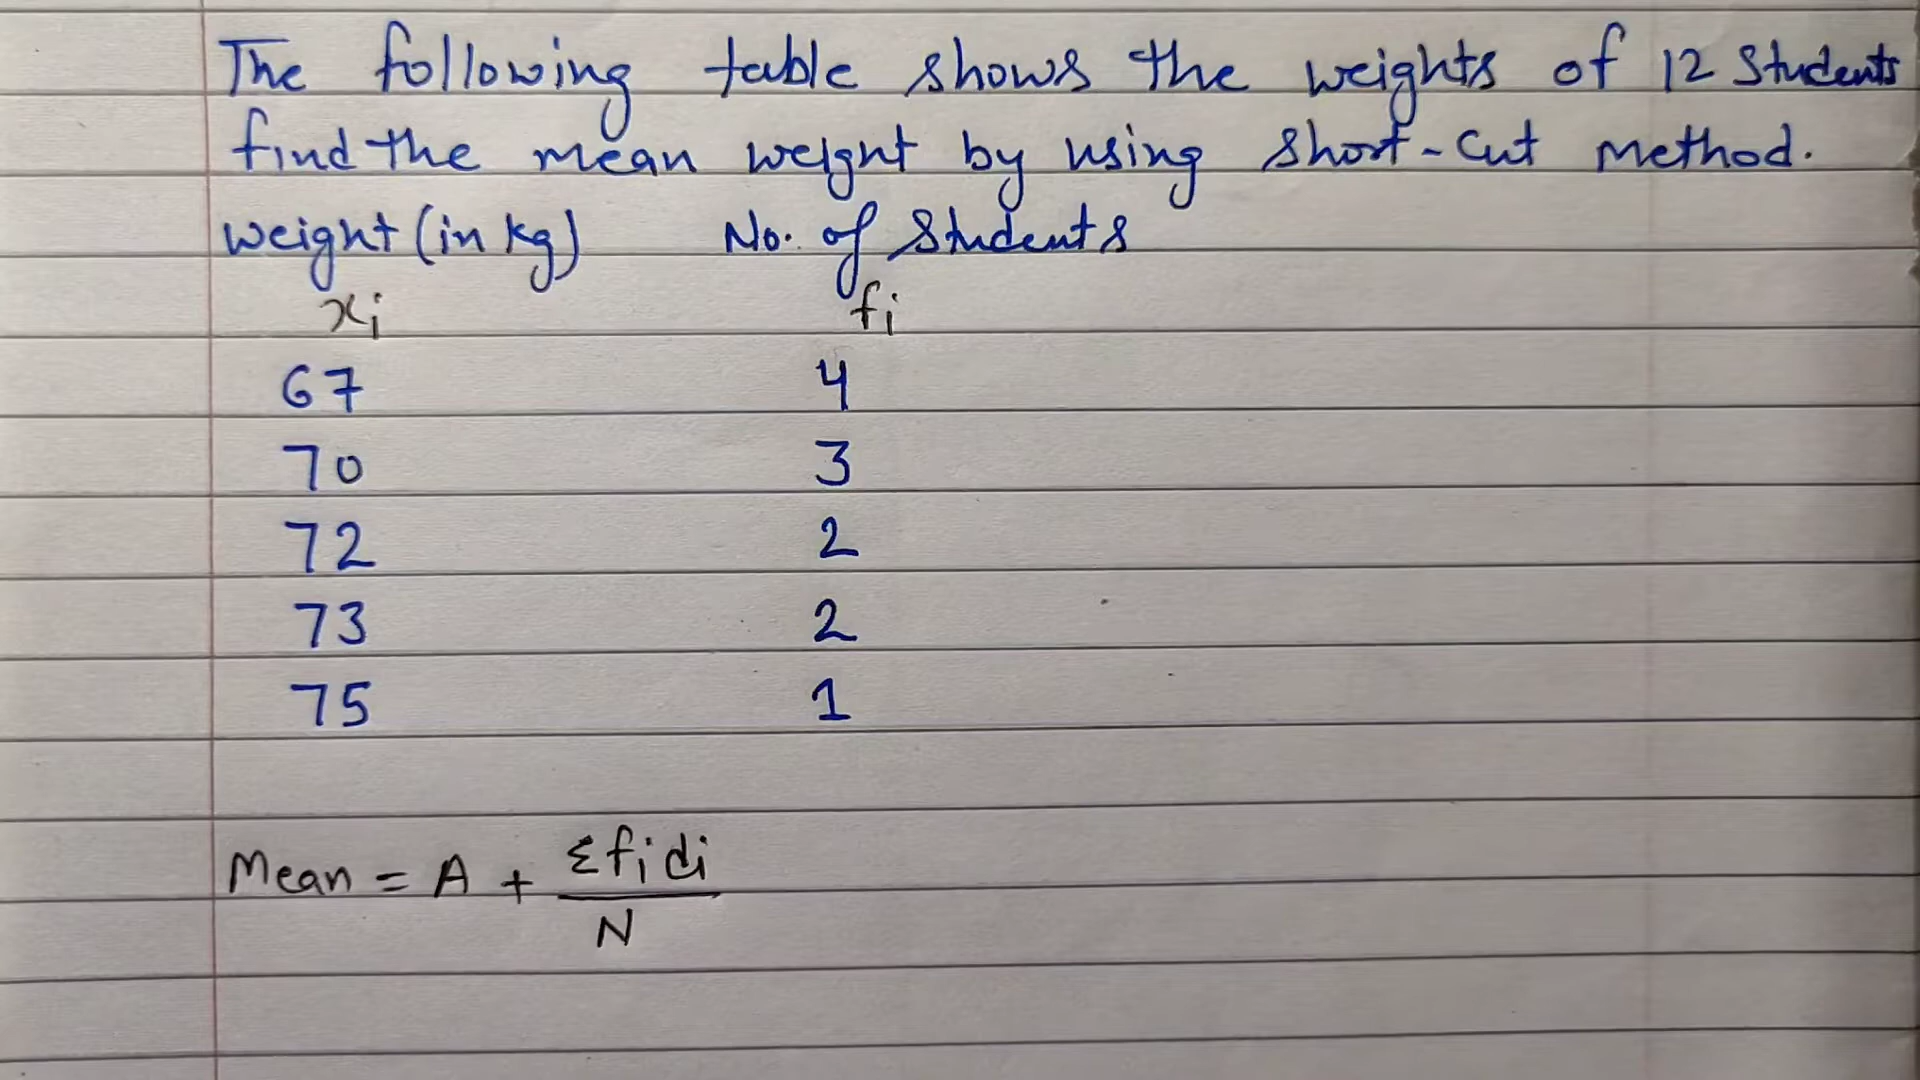 The following table shows the weights of 12 Students
find the mean weight by using short-cut method.
weight (in kg) No. of Students
xi fi
67 4
70 3
72 2
73 2
75 1
Mean = A + Σfidi
N